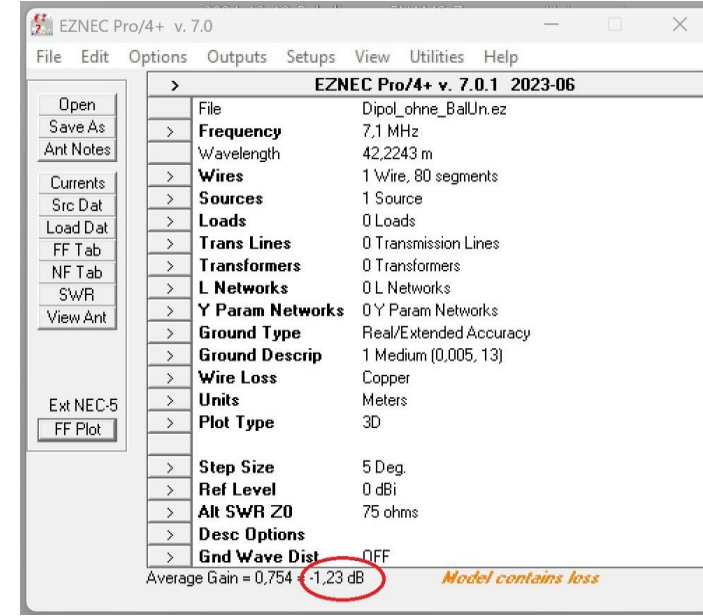 EZNEC Pro/4+ v. 7.0
File Edit Options Outputs Setups View Utilities Help
> EZNEC Pro/4+ v. 7.0.1 2023-06
Open
Save As
Ant Notes
Currents
Src Dat
Load Dat
FF Tab
NF Tab
SWR
View Ant
Ext NEC-5
FF Plot
File Dipol_ohne_BalUn.ez
> Frequency 7,1 MHz
Wavelength 42,2243 m
> Wires 1 Wire, 80 segments
> Sources 1 Source
> Loads 0 Loads
> Trans Lines 0 Transmission Lines
> Transformers 0 Transformers
> L Networks 0 L Networks
> Y Param Networks 0 Y Param Networks
> Ground Type Real/Extended Accuracy
> Ground Descrip 1 Medium (0,005, 13)
> Wire Loss Copper
> Units Meters
> Plot Type 3D
> Step Size 5 Deg.
> Ref Level 0 dBi
> Alt SWR Z0 75 ohms
> Desc Options
> Gnd Wave Dist OFF
Average Gain = 0,754 = -1,23 dB Model contains loss